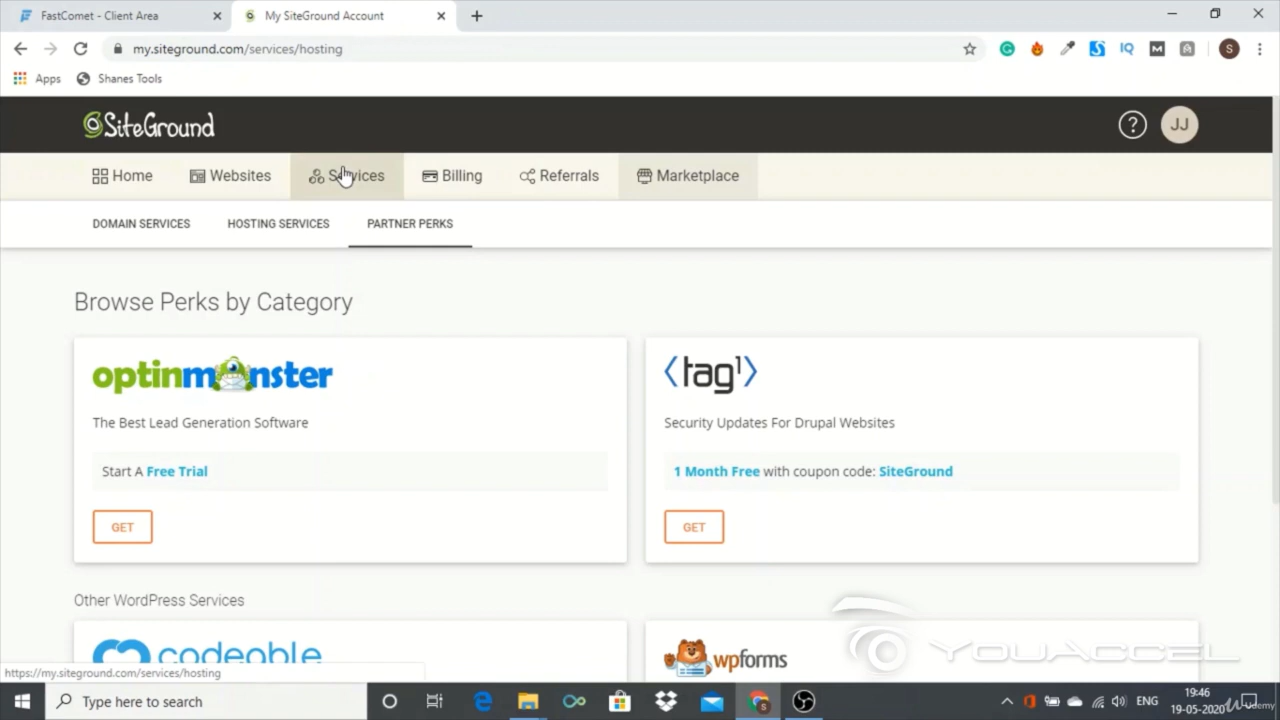 FastComet - Client Area
My SiteGround Account
my.siteground.com/services/hosting
IQ
S
Apps
Shanes Tools
SiteGround
?
JJ
Home
Websites
Services
Billing
Referrals
Marketplace
DOMAIN SERVICES
HOSTING SERVICES
PARTNER PERKS
Browse Perks by Category
optinmonster
The Best Lead Generation Software
Start A Free Trial
GET
<tag1>
Security Updates For Drupal Websites
1 Month Free with coupon code: SiteGround
GET
Other WordPress Services
codeable
wpforms
YOUACCEL
https://my.siteground.com/services/hosting
Type here to search
ENG
19:46
19-05-2020
Udemy